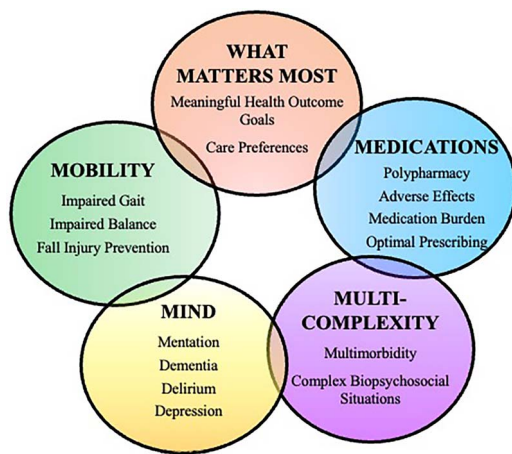 WHAT
MATTERS MOST
Meaningful Health Outcome
Goals
Care Preferences
MEDICATIONS
Polypharmacy
Adverse Effects
Medication Burden
Optimal Prescribing
MOBILITY
Impaired Gait
Impaired Balance
Fall Injury Prevention
MIND
Mentation
Dementia
Delirium
Depression
MULTI-
COMPLEXITY
Multimorbidity
Complex Biopsychosocial
Situations